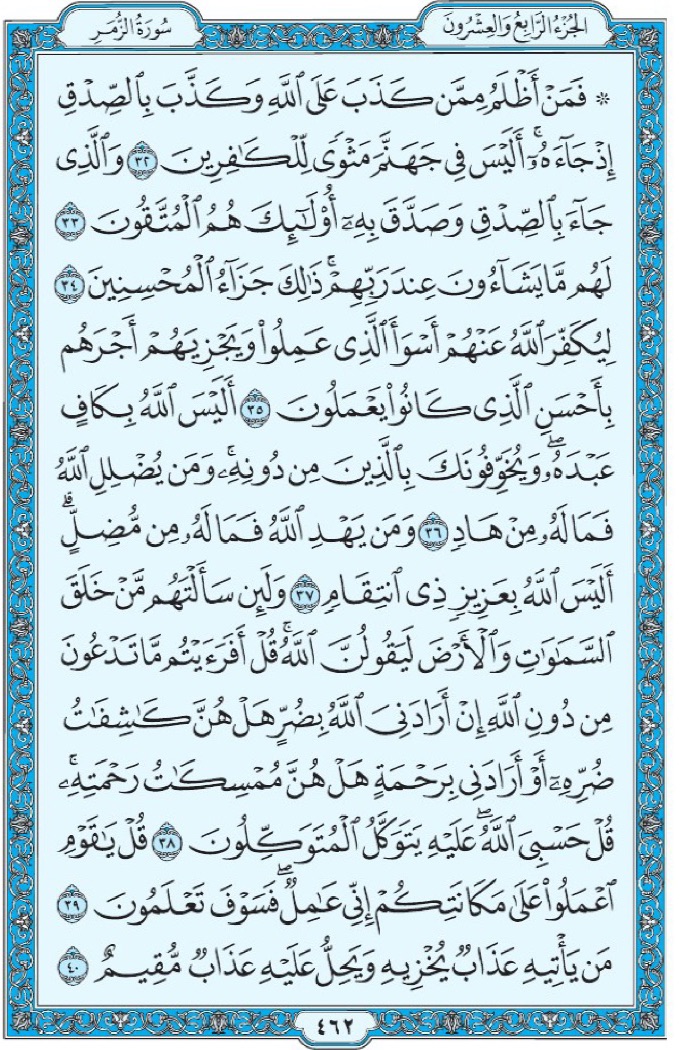 الجُزْءُ الرَّابِعُ وَالعِشْرُونَ
سُورَةُ الزُّمَرِ
۞ فَمَنْ أَظْلَمُ مِمَّن كَذَبَ عَلَى ٱللَّهِ وَكَذَّبَ بِٱلصِّدْقِ
إِذْ جَآءَهُۥٓۚ أَلَيْسَ فِى جَهَنَّمَ مَثْوًى لِّلْكَٰفِرِينَ ٣٢ وَٱلَّذِى
جَآءَ بِٱلصِّدْقِ وَصَدَّقَ بِهِۦٓ أُو۟لَٰٓئِكَ هُمُ ٱلْمُتَّقُونَ ٣٣
لَهُم مَّا يَشَآءُونَ عِندَ رَبِّهِمْۚ ذَٰلِكَ جَزَآءُ ٱلْمُحْسِنِينَ ٣٤
لِيُكَفِّرَ ٱللَّهُ عَنْهُمْ أَسْوَأَ ٱلَّذِى عَمِلُوا۟ وَيَجْزِيَهُمْ أَجْرَهُم
بِأَحْسَنِ ٱلَّذِى كَانُوا۟ يَعْمَلُونَ ٣٥ أَلَيْسَ ٱللَّهُ بِكَافٍ
عَبْدَهُۥۖ وَيُخَوِّفُونَكَ بِٱلَّذِينَ مِن دُونِهِۦۚ وَمَن يُضْلِلِ ٱللَّهُ
فَمَا لَهُۥ مِنْ هَادٍ ٣٦ وَمَن يَهْدِ ٱللَّهُ فَمَا لَهُۥ مِن مُّضِلٍّۗ
أَلَيْسَ ٱللَّهُ بِعَزِيزٍ ذِى ٱنتِقَامٍ ٣٧ وَلَئِن سَأَلْتَهُم مَّنْ خَلَقَ
ٱلسَّمَٰوَٰتِ وَٱلْأَرْضَ لَيَقُولُنَّ ٱللَّهُۚ قُلْ أَفَرَءَيْتُم مَّا تَدْعُونَ
مِن دُونِ ٱللَّهِ إِنْ أَرَادَنِىَ ٱللَّهُ بِضُرٍّ هَلْ هُنَّ كَٰشِفَٰتُ
ضُرِّهِۦٓ أَوْ أَرَادَنِى بِرَحْمَةٍ هَلْ هُنَّ مُمْسِكَٰتُ رَحْمَتِهِۦۚ
قُلْ حَسْبِىَ ٱللَّهُۖ عَلَيْهِ يَتَوَكَّلُ ٱلْمُتَوَكِّلُونَ ٣٨ قُلْ يَٰقَوْمِ
ٱعْمَلُوا۟ عَلَىٰ مَكَانَتِكُمْ إِنِّى عَٰمِلٌۖ فَسَوْفَ تَعْلَمُونَ ٣٩
مَن يَأْتِيهِ عَذَابٌ يُخْزِيهِ وَيَحِلُّ عَلَيْهِ عَذَابٌ مُّقِيمٌ ٤٠
٤٦٢